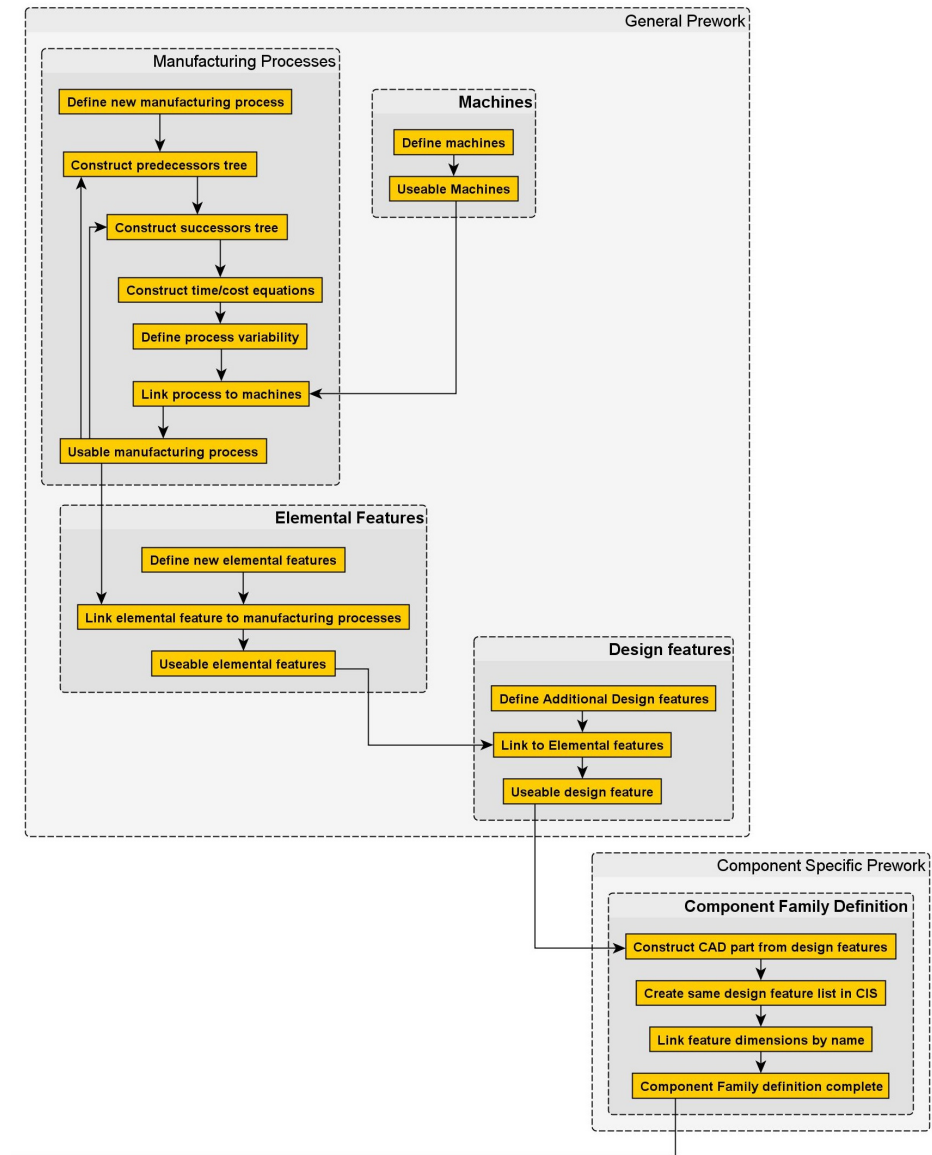 General Prework
Manufacturing Processes
Define new manufacturing process
Construct predecessors tree
Construct successors tree
Construct time/cost equations
Define process variability
Link process to machines
Usable manufacturing process
Machines
Define machines
Useable Machines
Elemental Features
Define new elemental features
Link elemental feature to manufacturing processes
Useable elemental features
Design features
Define Additional Design features
Link to Elemental features
Useable design feature
Component Specific Prework
Component Family Definition
Construct CAD part from design features
Create same design feature list in CIS
Link feature dimensions by name
Component Family definition complete